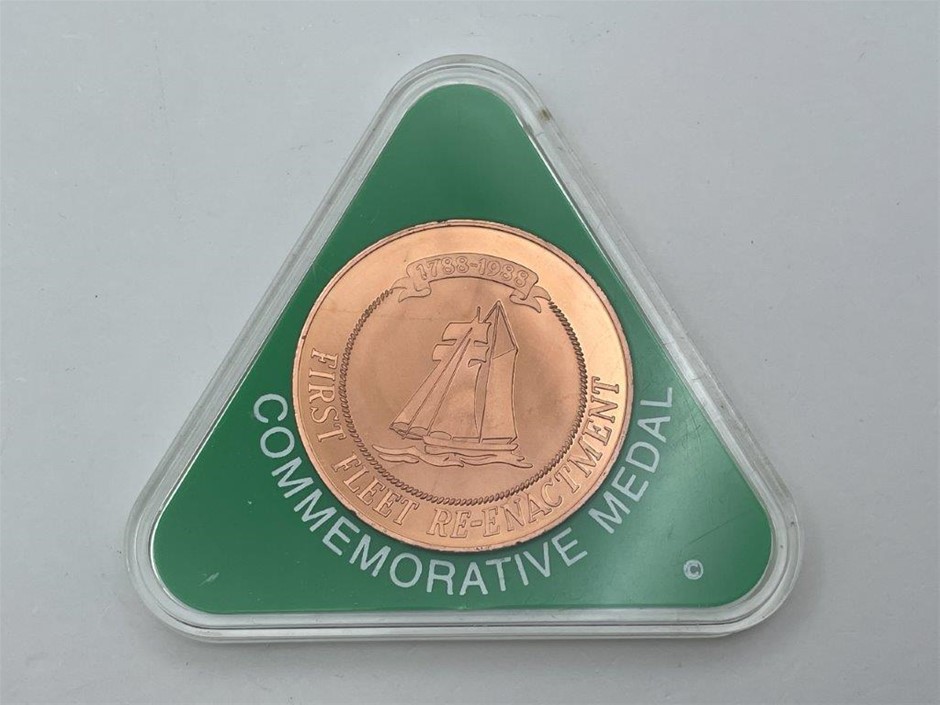 1788-1988
FIRST FLEET RE-ENACTMENT
COMMEMORATIVE MEDAL
©